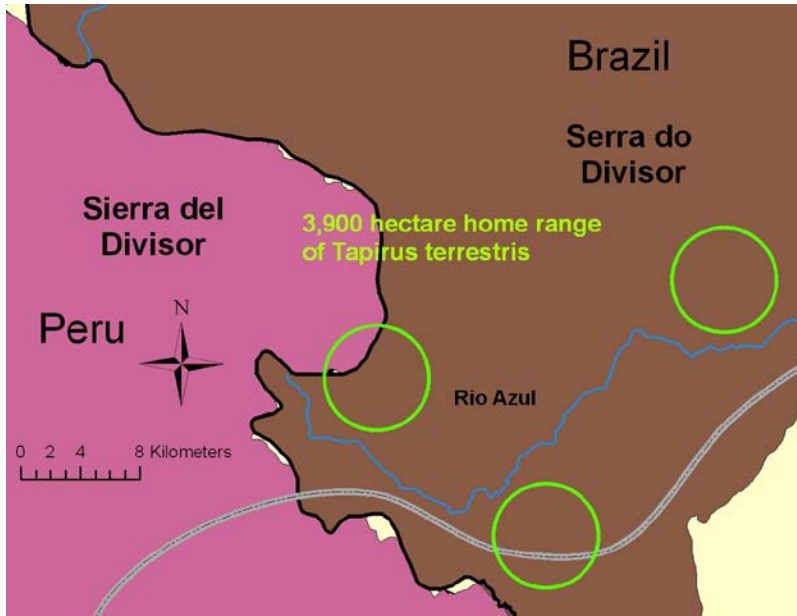 Brazil
Serra do
Divisor
Sierra del
Divisor
3,900 hectare home range
of Tapirus terrestris
Peru
N
Rio Azul
0 2 4 8 Kilometers